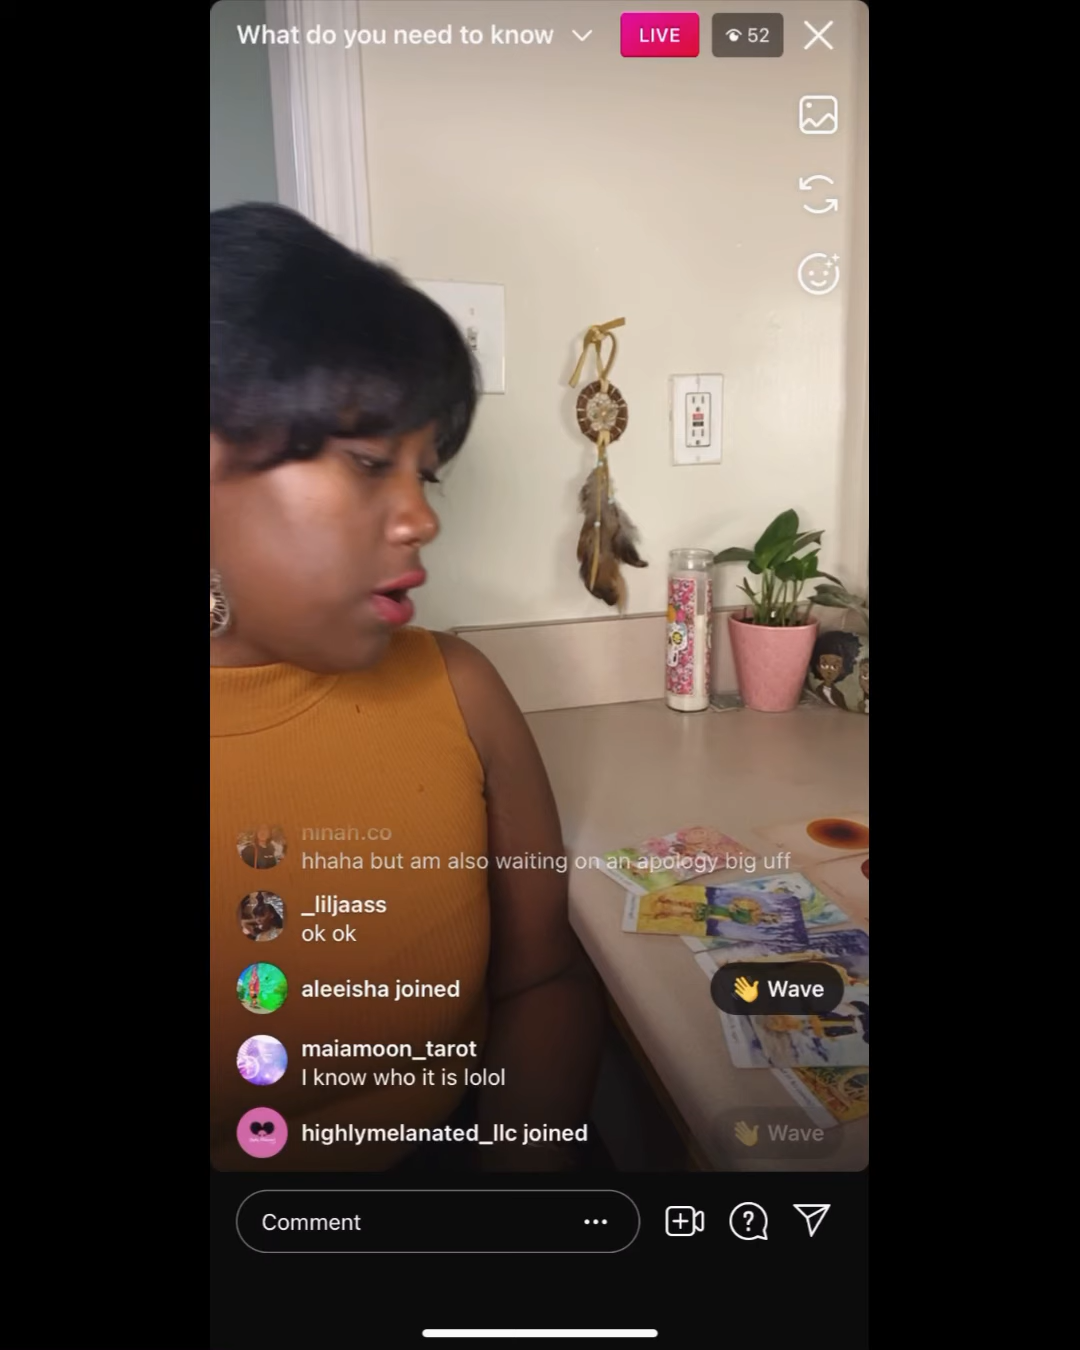 What do you need to know
LIVE
52
ninah.co
hhaha but am also waiting on an apology big uff
_liljaass
ok ok
aleeisha joined
Wave
maiamoon_tarot
I know who it is lolol
highlymelanated_llc joined
Wave
Comment